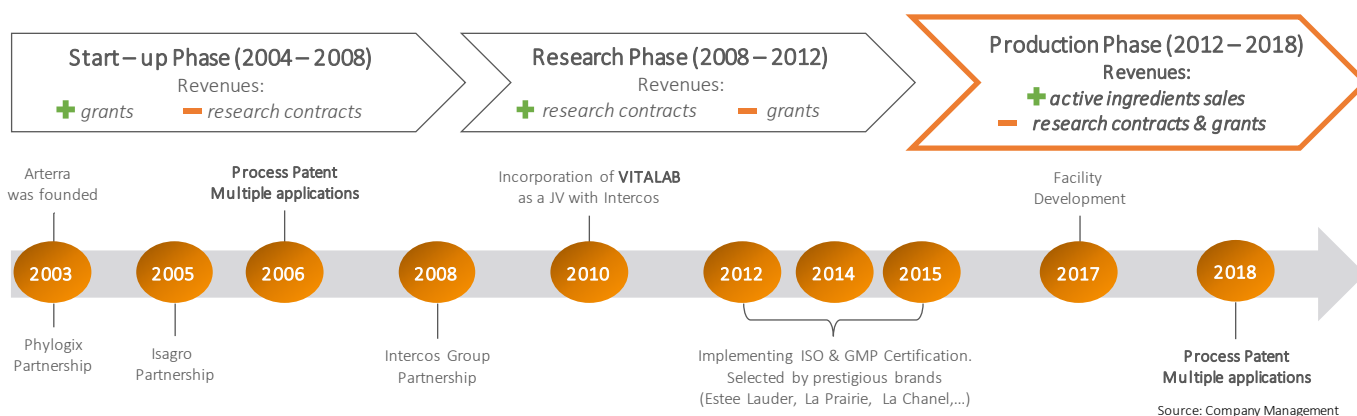 Start – up Phase (2004 – 2008)
Revenues:
+ grants − research contracts
Research Phase (2008 – 2012)
Revenues:
+ research contracts − grants
Production Phase (2012 – 2018)
Revenues:
+ active ingredients sales
− research contracts & grants
Arterra
was founded
Process Patent
Multiple applications
Incorporation of VITALAB
as a JV with Intercos
Facility
Development
2003
2005
2006
2008
2010
2012
2014
2015
2017
2018
Phylogix
Partnership
Isagro
Partnership
Intercos Group
Partnership
Implementing ISO & GMP Certification.
Selected by prestigious brands
(Estee Lauder, La Prairie, La Chanel,...)
Process Patent
Multiple applications
Source: Company Management